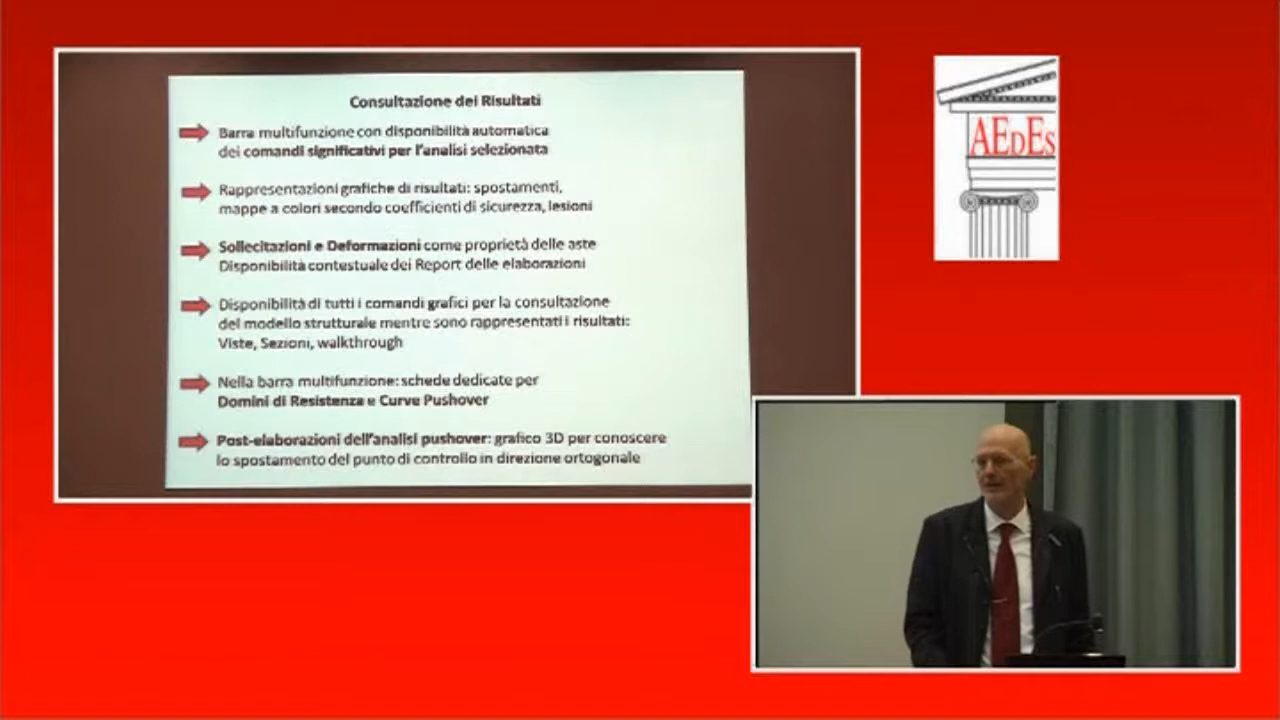 Consultazione dei Risultati
Barra multifunzione con disponibilità automatica
dei comandi significativi per l'analisi selezionata
Rappresentazioni grafiche di risultati: spostamenti,
mappe a colori secondo coefficienti di sicurezza, lesioni
Sollecitazioni e Deformazioni come proprietà delle aste
Disponibilità contestuale dei Report delle elaborazioni
Disponibilità di tutti i comandi grafici per la consultazione
del modello strutturale mentre sono rappresentati i risultati:
Viste, Sezioni, walkthrough
Nella barra multifunzione: schede dedicate per
Domini di Resistenza e Curve Pushover
Post-elaborazioni dell'analisi pushover: grafico 3D per conoscere
lo spostamento del punto di controllo in direzione ortogonale
AEDES